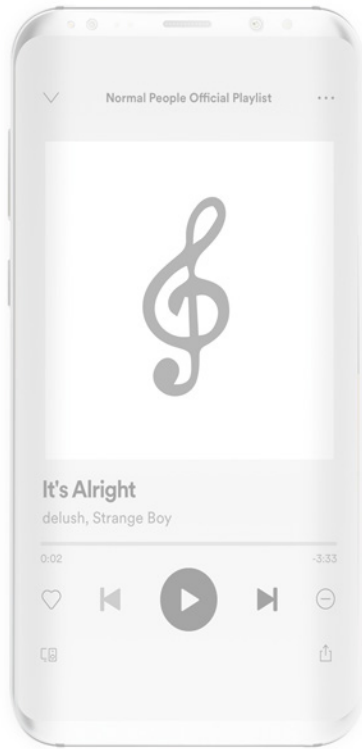 Normal People Official Playlist
It's Alright
delush, Strange Boy
0:02
-3:33